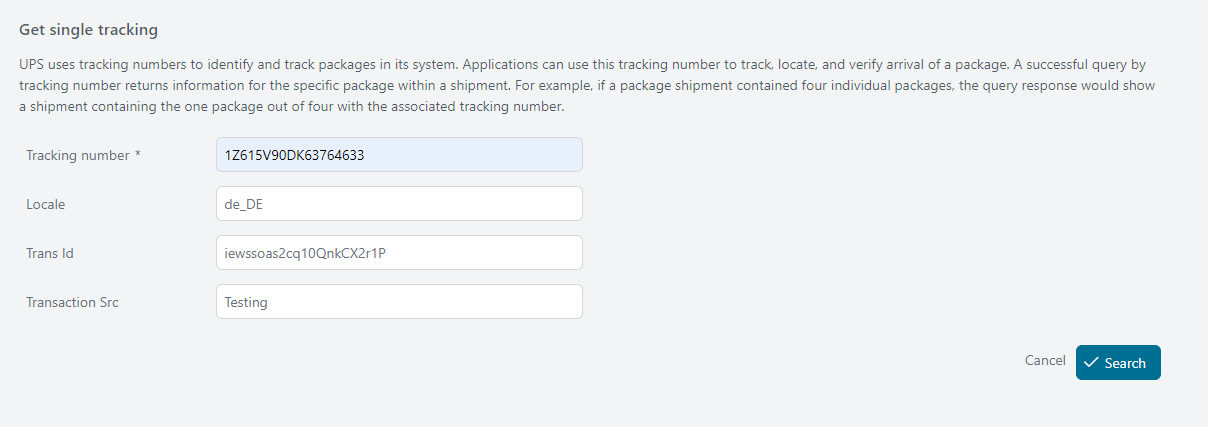 Get single tracking
UPS uses tracking numbers to identify and track packages in its system. Applications can use this tracking number to track, locate, and verify arrival of a package. A successful query by
tracking number returns information for the specific package within a shipment. For example, if a package shipment contained four individual packages, the query response would show
a shipment containing the one package out of four with the associated tracking number.
Tracking number * 1Z615V90DK63764633
Locale de_DE
Trans Id iewssoas2cq10QnkCX2r1P
Transaction Src Testing
Cancel Search